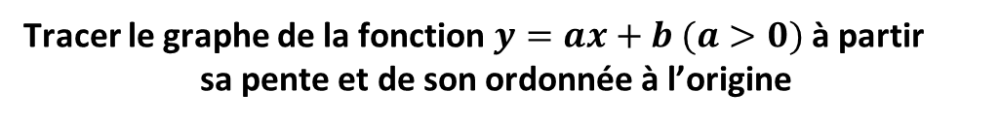 Tracer le graphe de la fonction y = ax + b (a > 0) à partir
sa pente et de son ordonnée à l’origine